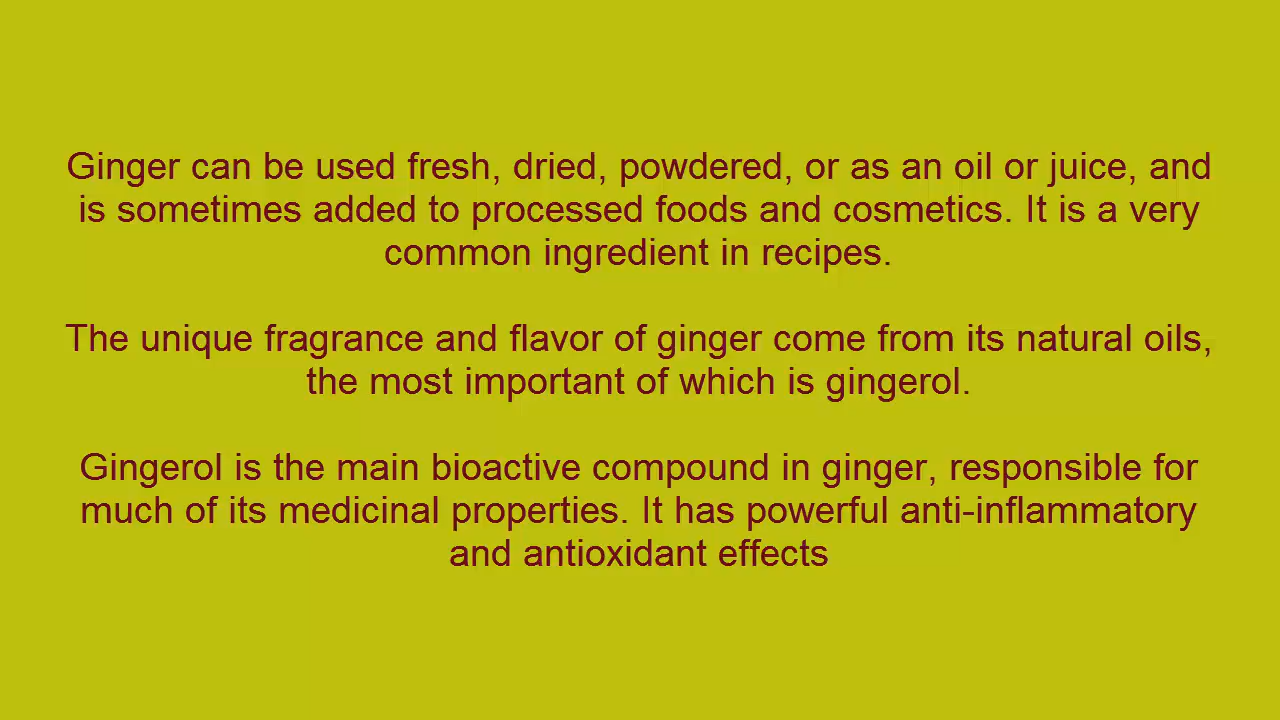 Ginger can be used fresh, dried, powdered, or as an oil or juice, and
is sometimes added to processed foods and cosmetics. It is a very
common ingredient in recipes.
The unique fragrance and flavor of ginger come from its natural oils,
the most important of which is gingerol.
Gingerol is the main bioactive compound in ginger, responsible for
much of its medicinal properties. It has powerful anti-inflammatory
and antioxidant effects